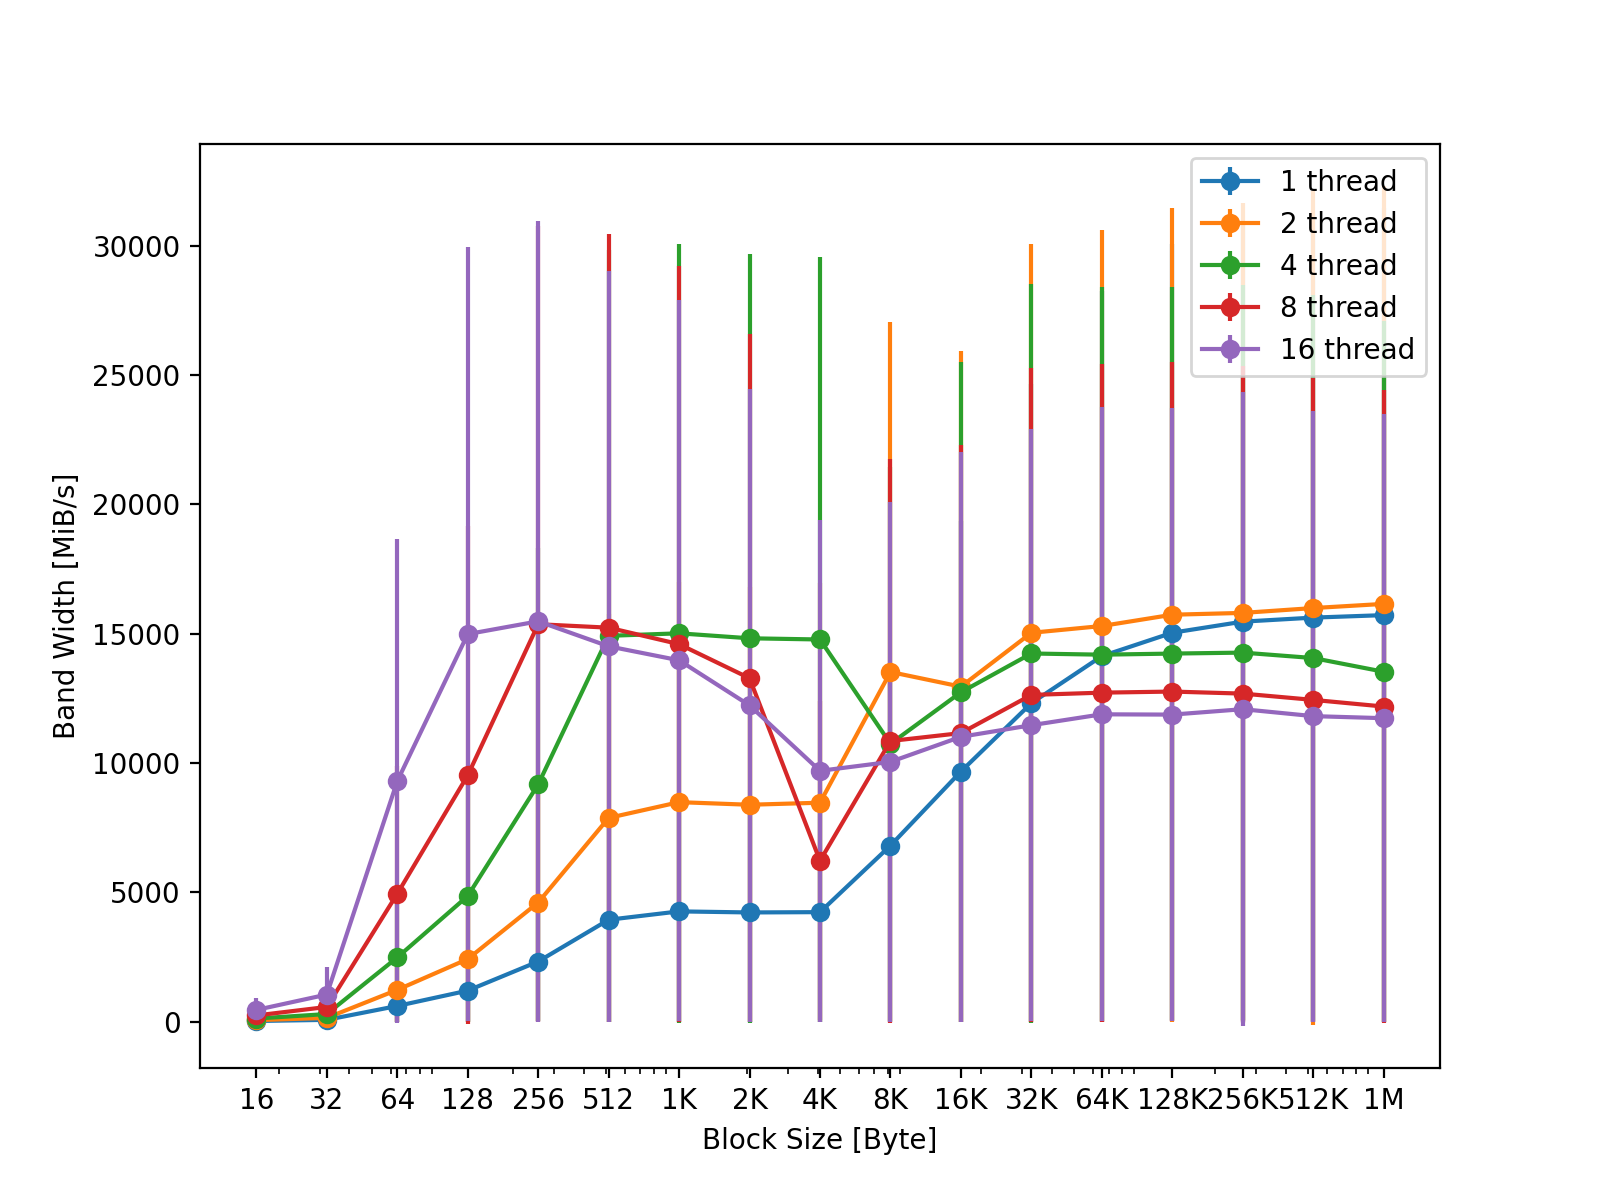 1 thread
2 thread
4 thread
8 thread
16 thread
30000
25000
20000
15000
10000
5000
0
Band Width [MiB/s]
16 32 64 128 256 512 1K 2K 4K 8K 16K 32K 64K 128K 256K 512K 1M
Block Size [Byte]